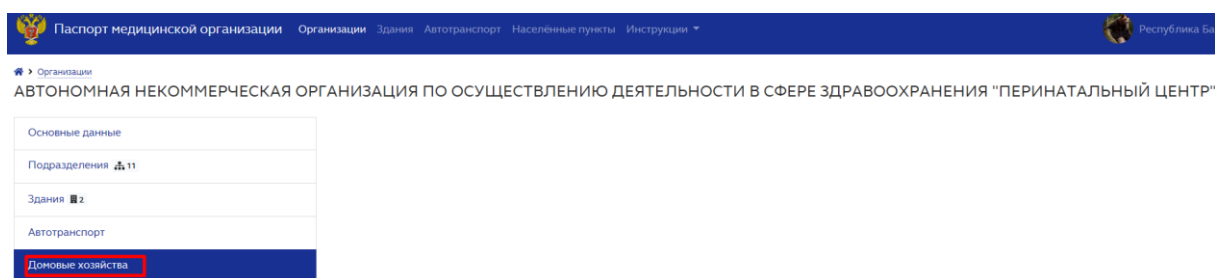 Паспорт медицинской организации Организации Здания Автотранспорт Населённые пункты Инструкции Республика Ба
Организации
АВТОНОМНАЯ НЕКОММЕРЧЕСКАЯ ОРГАНИЗАЦИЯ ПО ОСУЩЕСТВЛЕНИЮ ДЕЯТЕЛЬНОСТИ В СФЕРЕ ЗДРАВООХРАНЕНИЯ "ПЕРИНАТАЛЬНЫЙ ЦЕНТР"
Основные данные
Подразделения 11
Здания 2
Автотранспорт
Домовые хозяйства